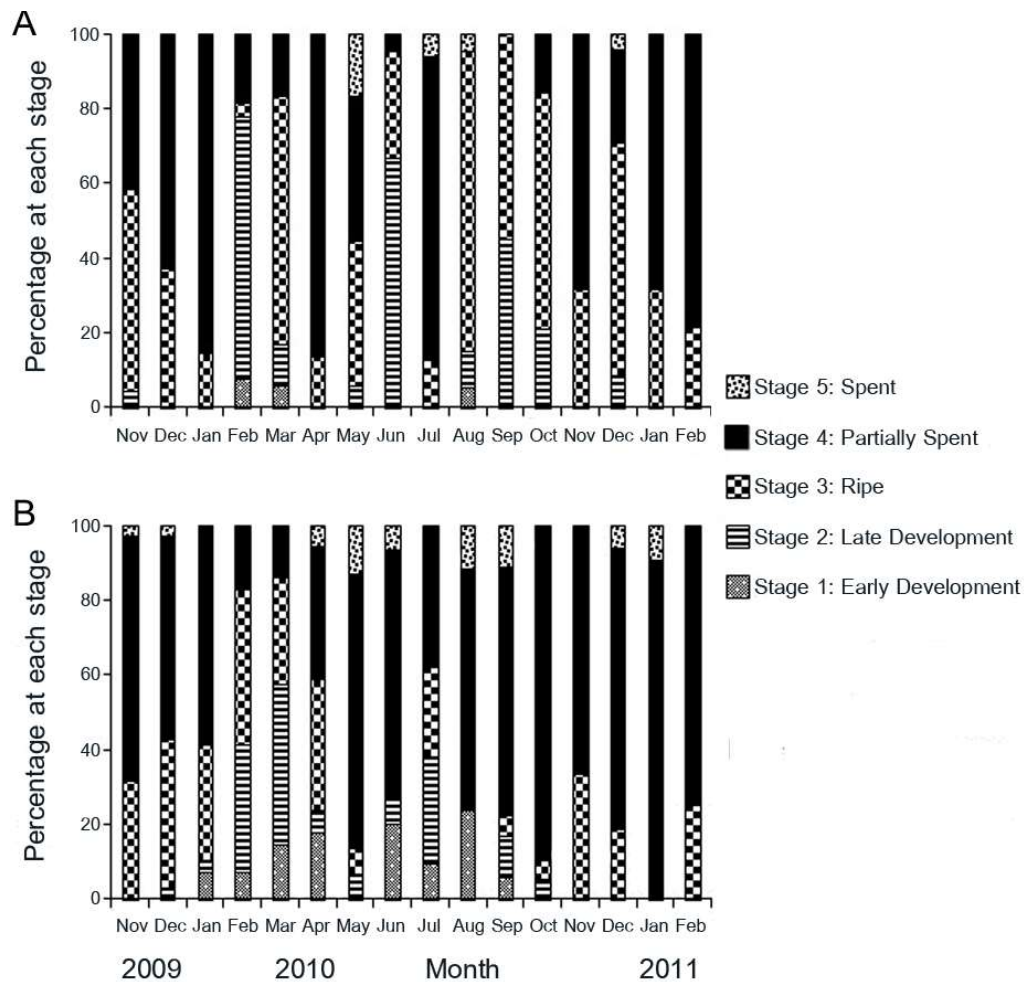 A
Percentage at each stage
100
80
60
40
20
0
Nov Dec Jan Feb Mar Apr May Jun Jul Aug Sep Oct Nov Dec Jan Feb
Stage 5: Spent
Stage 4: Partially Spent
Stage 3: Ripe
Stage 2: Late Development
Stage 1: Early Development
B
Percentage at each stage
100
80
60
40
20
0
Nov Dec Jan Feb Mar Apr May Jun Jul Aug Sep Oct Nov Dec Jan Feb
2009 2010 Month 2011